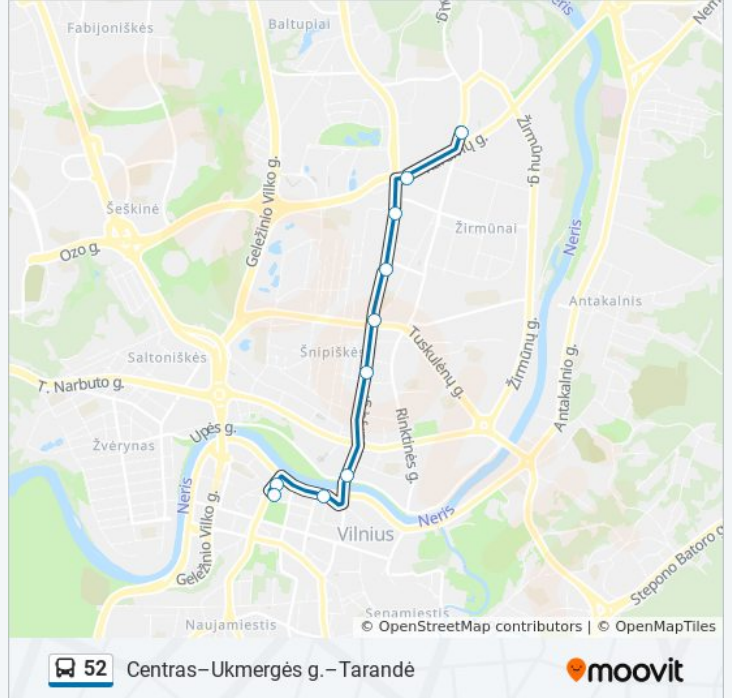 Fabijoniškės
Baltupiai
Neris
Žirmūnų g.
Šeškinė
Geležinio Vilko g.
Žirmūnai
Ozo g.
Neris
Antakalnis
Saltoniškės
Šnipiškės
Tuskulėnų g.
Žirmūnų g.
Antakalnio g.
T. Narbuto g.
Upės g.
Rinktinės g.
Žvėrynas
Neris
Neris
Vilnius
Geležinio Vilko g.
Stepono Batoro g
Senamiestis
Naujamiestis
© OpenStreetMap contributors | © OpenMapTiles
52 Centras–Ukmergės g.–Tarandė
moovit